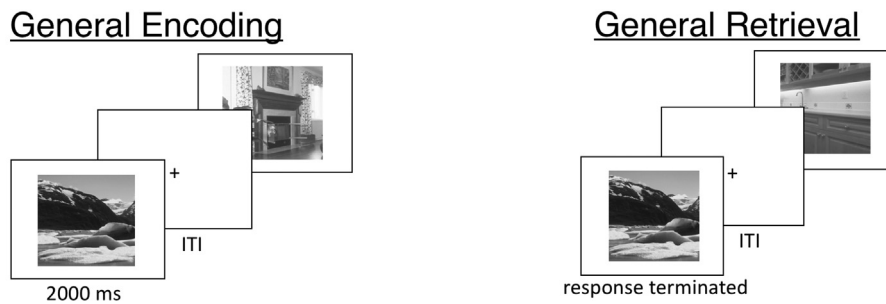 General Encoding
General Retrieval
+
+
ITI
ITI
2000 ms
response terminated